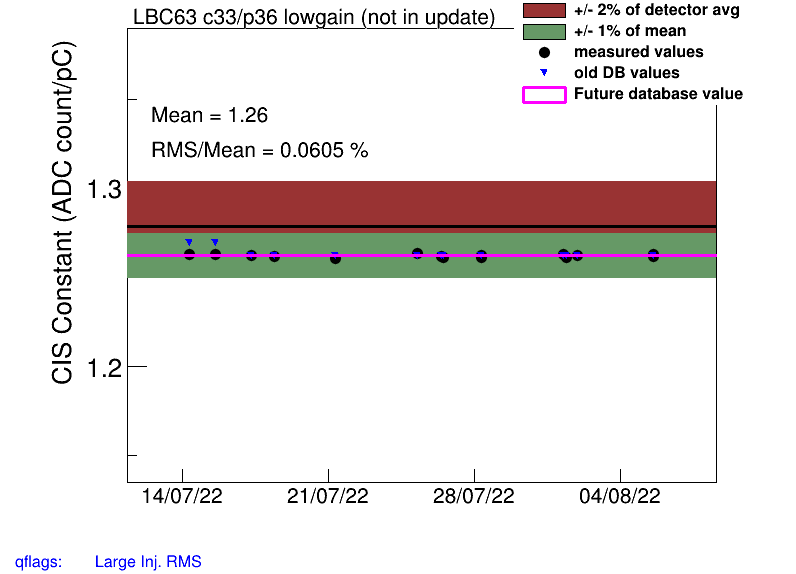 LBC63 c33/p36 lowgain (not in update)
+/- 2% of detector avg
+/- 1% of mean
measured values
old DB values
Future database value
Mean = 1.26
RMS/Mean = 0.0605 %
CIS Constant (ADC count/pC)
1.3
1.2
14/07/22 21/07/22 28/07/22 04/08/22
qflags: Large Inj. RMS